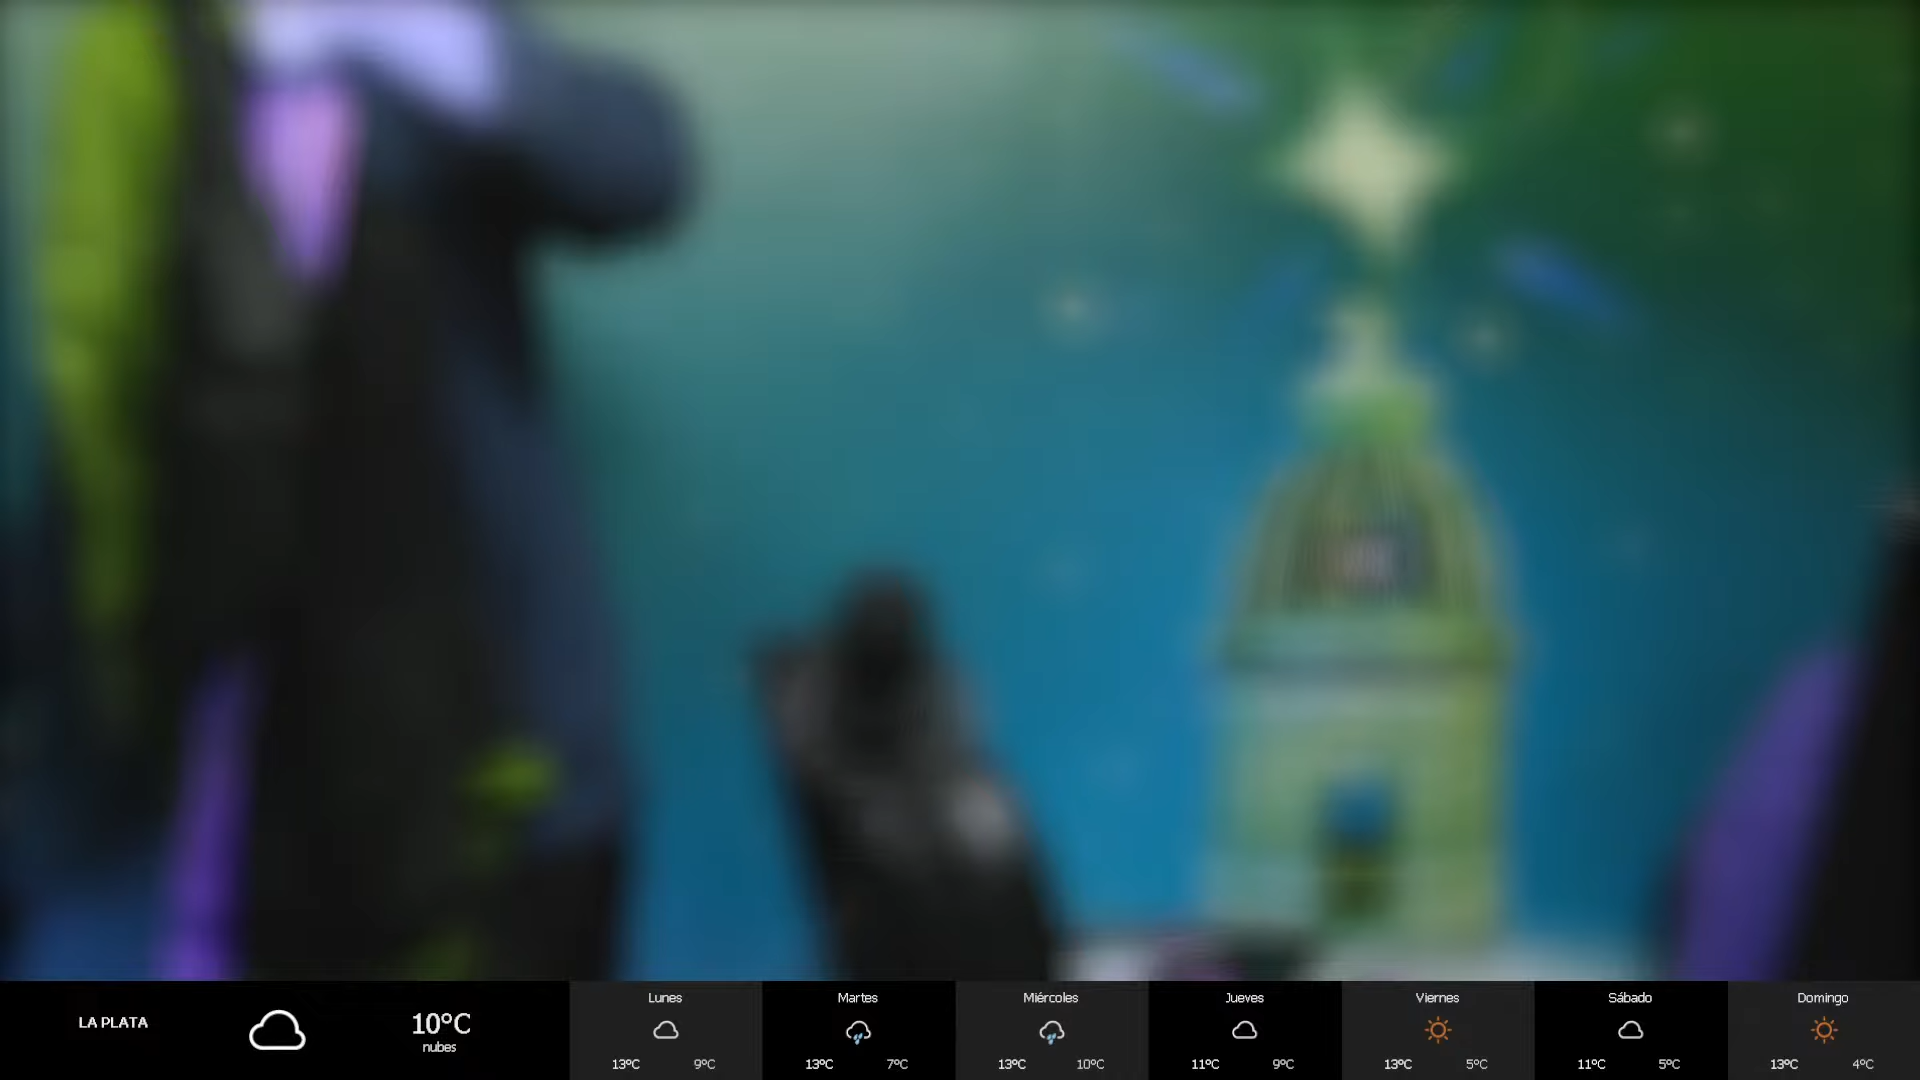 LA PLATA
10°C
nubes
Lunes
13°C 9°C
Martes
13°C 7°C
Miércoles
13°C 10°C
Jueves
11°C 9°C
Viernes
13°C 5°C
Sábado
11°C 5°C
Domingo
13°C 4°C